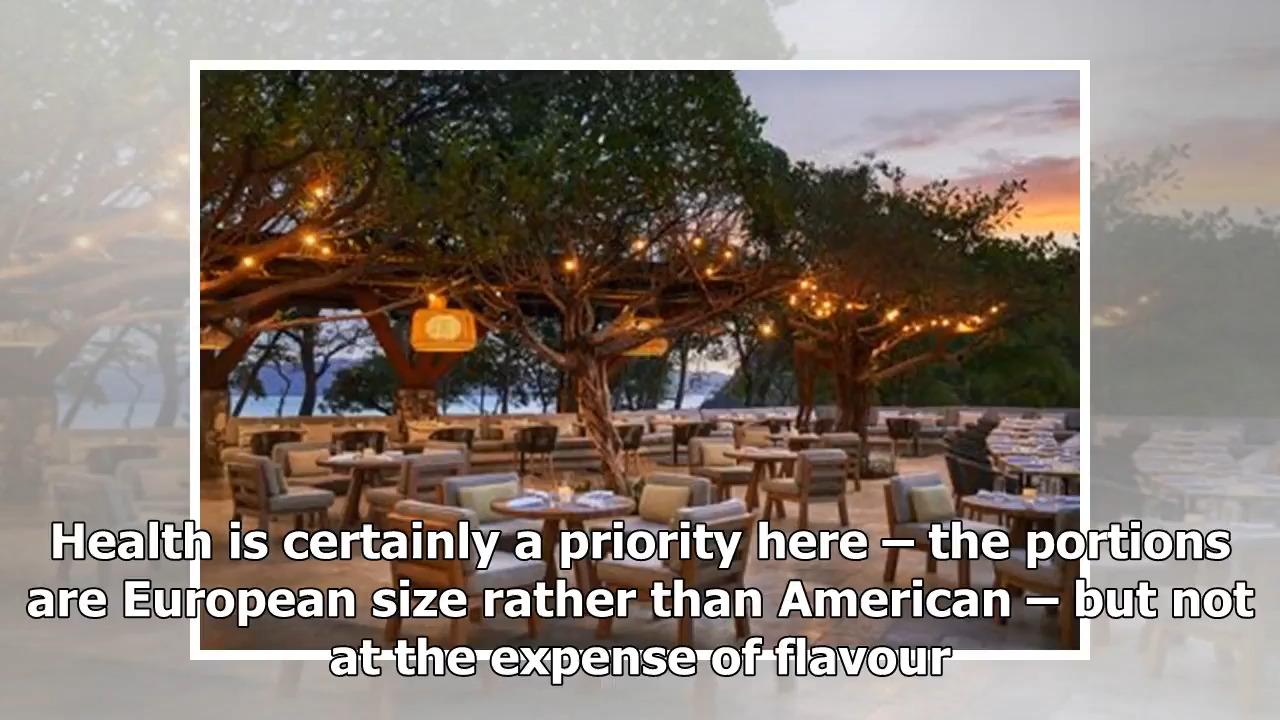 Health is certainly a priority here – the portions
are European size rather than American – but not
at the expense of flavour